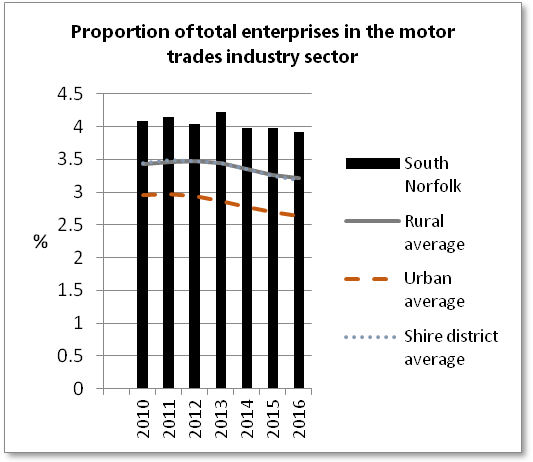 Proportion of total enterprises in the motor
trades industry sector
4.5
4
3.5
3
2.5
2
1.5
1
0.5
0
%
2010
2011
2012
2013
2014
2015
2016
South
Norfolk
Rural
average
Urban
average
Shire district
average